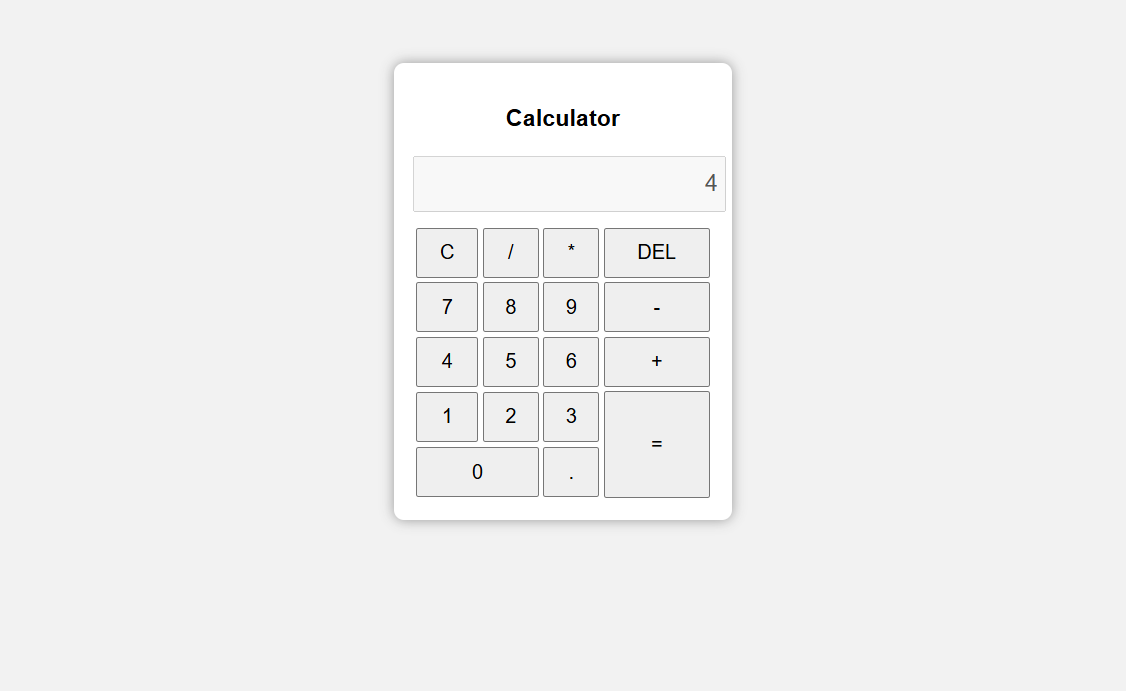 Calculator
4
C / * DEL
7 8 9 -
4 5 6 +
1 2 3
=
0 .